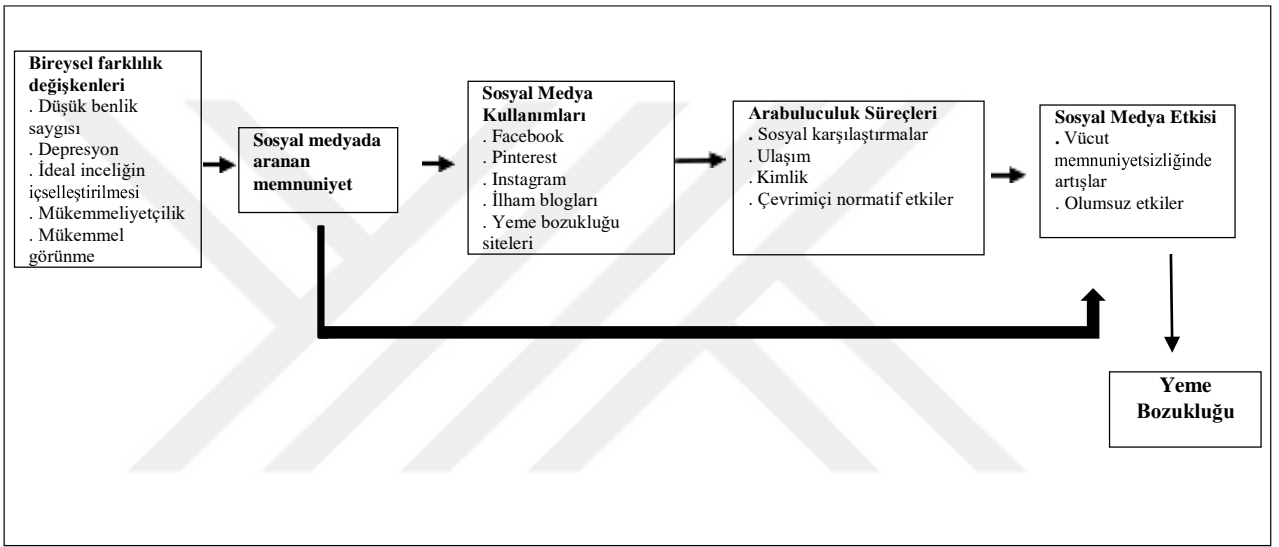 Bireysel farklılık
değişkenleri
. Düşük benlik
saygısı
. Depresyon
. İdeal inceliğin
içselleştirilmesi
. Mükemmeliyetçilik
. Mükemmel
görünme
Sosyal medyada
aranan
memnuniyet
Sosyal Medya
Kullanımları
. Facebook
. Pinterest
. Instagram
. İlham blogları
. Yeme bozukluğu
siteleri
Arabuluculuk Süreçleri
. Sosyal karşılaştırmalar
. Ulaşım
. Kimlik
. Çevrimiçi normatif etkiler
Sosyal Medya Etkisi
. Vücut
memnuniyetsizliğinde
artışlar
. Olumsuz etkiler
Yeme
Bozukluğu